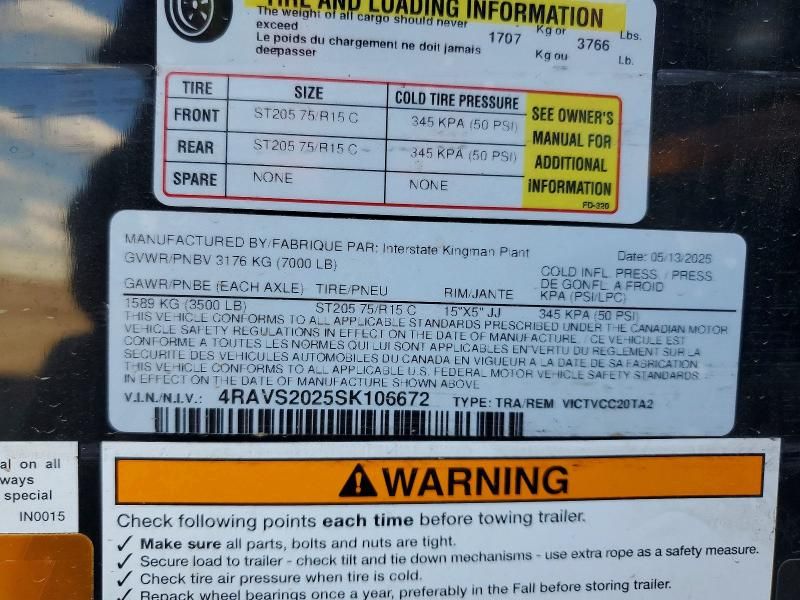 TIRE AND LOADING INFORMATION
The weight of all cargo should never
exceed
Le poids du chargement ne doit jamais
deepasser
1707 Kg or 3766 Lbs.
Kg ou Lb.
TIRE SIZE COLD TIRE PRESSURE
FRONT ST205 75/R15 C 345 KPA (50 PSI)
REAR ST205 75/R15 C 345 KPA (50 PSI)
SPARE NONE NONE
SEE OWNER'S
MANUAL FOR
ADDITIONAL
INFORMATION
FD-320
MANUFACTURED BY/FABRIQUE PAR: Interstate Kingman Plant Date: 05/13/2025
GVWR/PNBV 3176 KG (7000 LB)
GAWR/PNBE (EACH AXLE) TIRE/PNEU RIM/JANTE COLD INFL. PRESS./PRESS.
DE GONFL. A FROID
KPA (PSI/LPC)
1589 KG (3500 LB) ST205 75/R15 C 15"X5" JJ 345 KPA (50 PSI)
THIS VEHICLE CONFORMS TO ALL APPLICABLE STANDARDS PRESCRIBED UNDER THE CANADIAN MOTOR
VEHICLE SAFETY REGULATIONS IN EFFECT ON THE DATE OF MANUFACTURE. / CE VEHICULE EST
CONFORME A TOUTES LES NORMES QUI LUI SONT APPLICABLES EN VERTU DU REGLEMENT SUR LA
SECURITE DES VEHICULES AUTOMOBILES DU CANADA EN VIGUEUR A LA DATE DE SA FABRICATION
THIS VEHICLE CONFORMS TO ALL APPLICABLE U.S. FEDERAL MOTOR VEHICLE SAFETY STANDARDS
IN EFFECT ON THE DATE OF MANUFACTURE SHOWN ABOVE
V.I.N./N.I.V.: 4RAVS2025SK106672 TYPE: TRA/REM VICTVCC20TA2
al on all
ways
special
IN0015
WARNING
Check following points each time before towing trailer.
✓ Make sure all parts, bolts and nuts are tight.
✓ Secure load to trailer - check tilt and tie down mechanisms - use extra rope as a safety measure.
✓ Check tire air pressure when tire is cold.
✓ Repack wheel bearings once a year, preferably in the Fall before storing trailer.